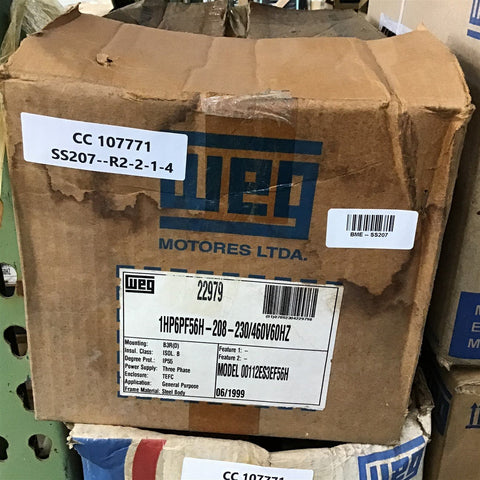 CC 107771
SS207--R2-2-1-4
weg
MOTORES LTDA.
BME - SS207
weg
22979
1HP6PF56H-208-230/460V60HZ
Mounting: B3R(D)
Insul. Class: ISOL. B
Degree Prot.: IP55
Power Supply: Three Phase
Enclosure: TEFC
Application: General Purpose
Frame Material: Steel Body
Feature 1: -
Feature 2: -
MODEL 00112ES3EF56H
06/1999
CC 107771
weg